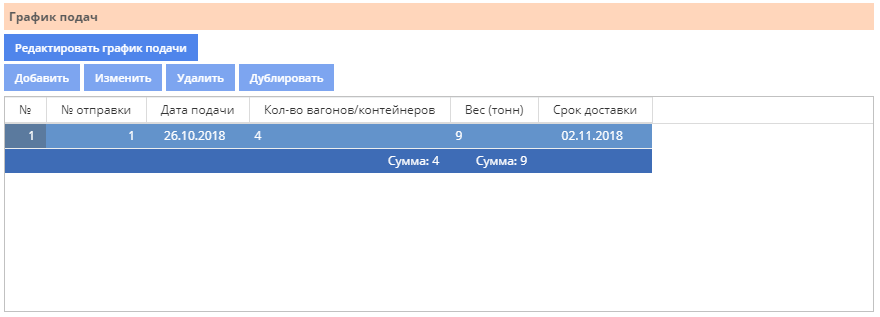 График подач
Редактировать график подачи
Добавить Изменить Удалить Дублировать
№ № отправки Дата подачи Кол-во вагонов/контейнеров Вес (тонн) Срок доставки
1 1 26.10.2018 4 9 02.11.2018
Сумма: 4 Сумма: 9